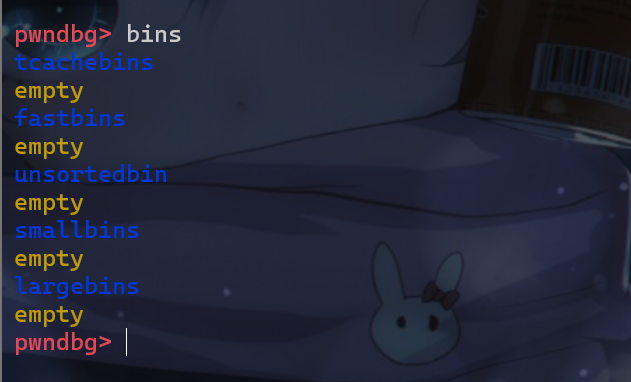 pwndbg> bins
tcachebins
empty
fastbins
empty
unsortedbin
empty
smallbins
empty
largebins
empty
pwndbg>